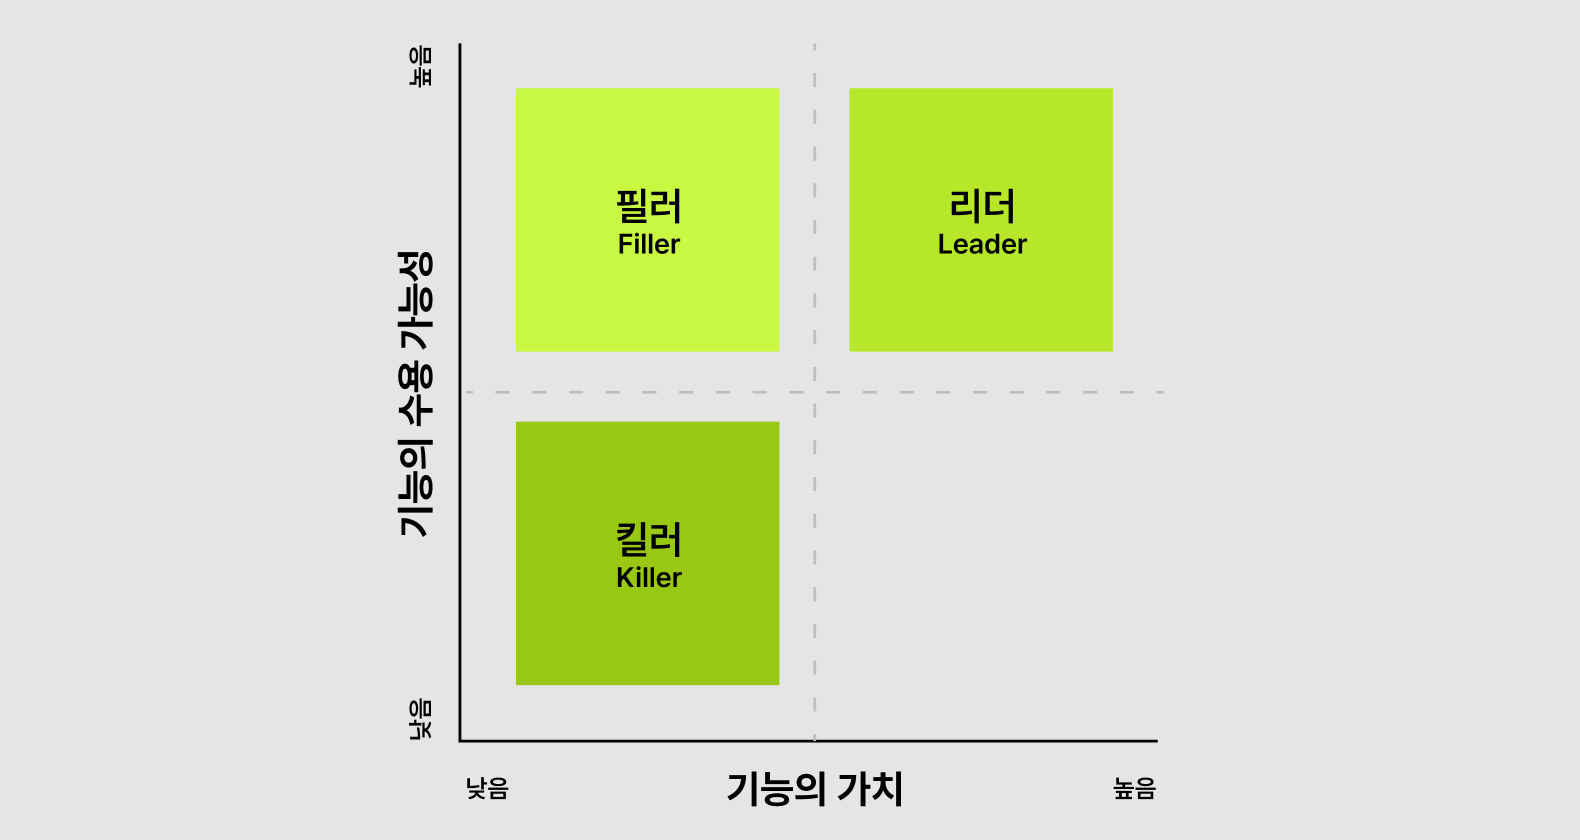 높음
필러
Filler
리더
Leader
기능의 수용 가능성
킬러
Killer
낮음
낮음
기능의 가치
높음